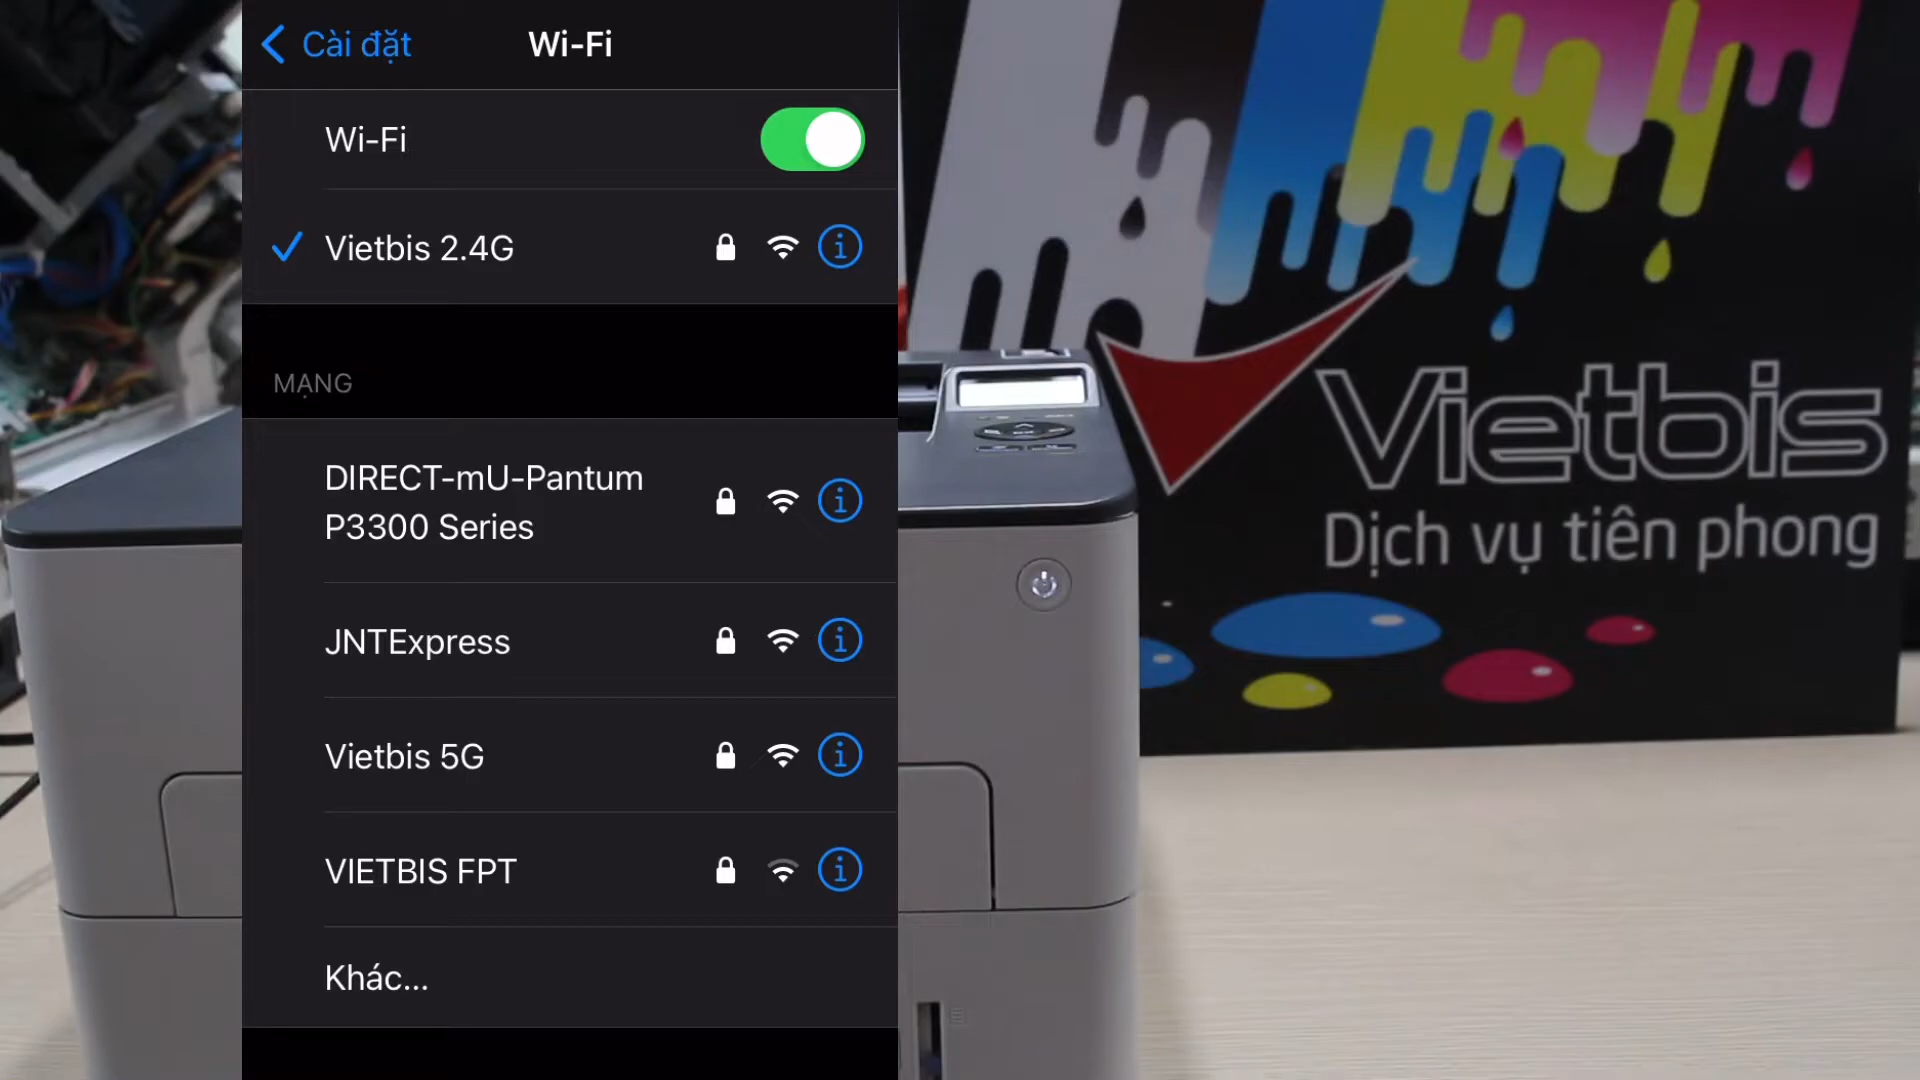 Cài đặt
Wi-Fi
Wi-Fi
Vietbis 2.4G
MẠNG
DIRECT-mU-Pantum
P3300 Series
JNTExpress
Vietbis 5G
VIETBIS FPT
Khác...
Vietbis
Dịch vụ tiên phong